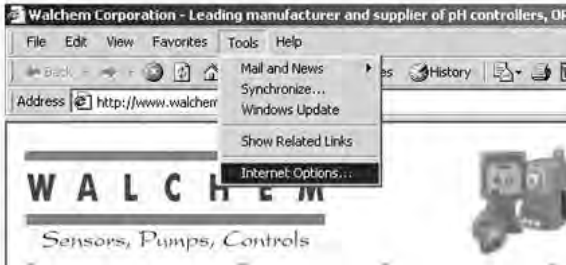 Walchem Corporation - Leading manufacturer and supplier of pH controllers, OR
File Edit View Favorites Tools Help
Back History
Mail and News
Synchronize...
Windows Update
Show Related Links
Internet Options...
Address http://www.walchem
WALCHEM
Sensors, Pumps, Controls